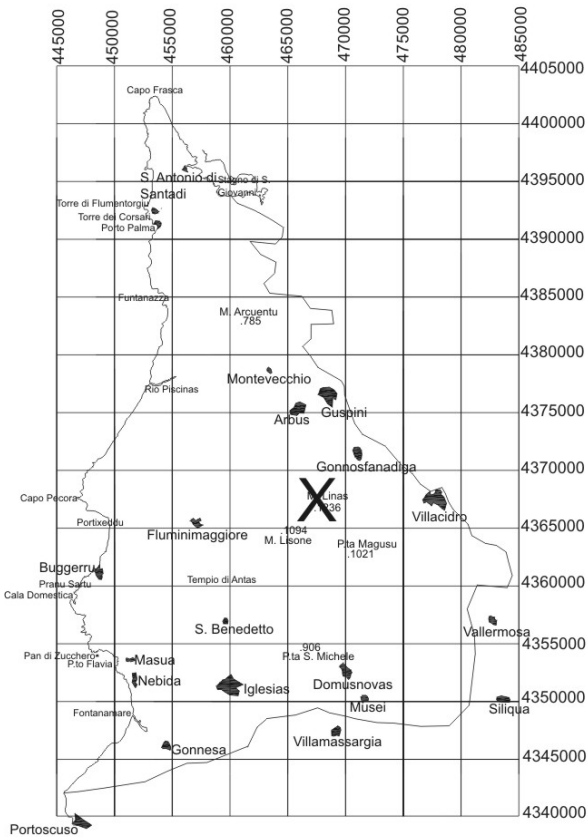 445000 450000 455000 460000 465000 470000 475000 480000 485000
4405000
Capo Frasca
4400000
S. Antonio di
Santadi
Stagno di S.
Giovanni
4395000
Torre di Flumentorgiu
Torre dei Corsari
Porto Palma
4390000
Funtanazza
4385000
M. Arcuentu
.785
4380000
Montevecchio
Rio Piscinas
Guspini
Arbus
4375000
Gonnosfanadiga
4370000
Capo Pecora
M. Linas
.1236
X
Villacidro
Portixeddu
Fluminimaggiore
4365000
.1094
M. Lisone
P.ta Magusu
.1021
Buggerru
Pranu Sartu
Cala Domestica
Tempio di Antas
4360000
S. Benedetto
Vallermosa
4355000
.906
P.ta S. Michele
Pan di Zucchero
P.to Flavia
Masua
Nebida
Iglesias
Domusnovas
Musei
Siliqua
4350000
Fontanamare
Gonnesa
Villamassargia
4345000
4340000
Portoscuso